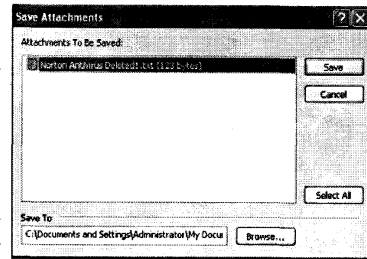 Save Attachments
Attachments To Be Saved:
Norton Antivirus Deleted1.txt (123 bytes)
Save
Cancel
Select All
Save To
C:\Documents and Settings\Administrator\My Docui
Browse...